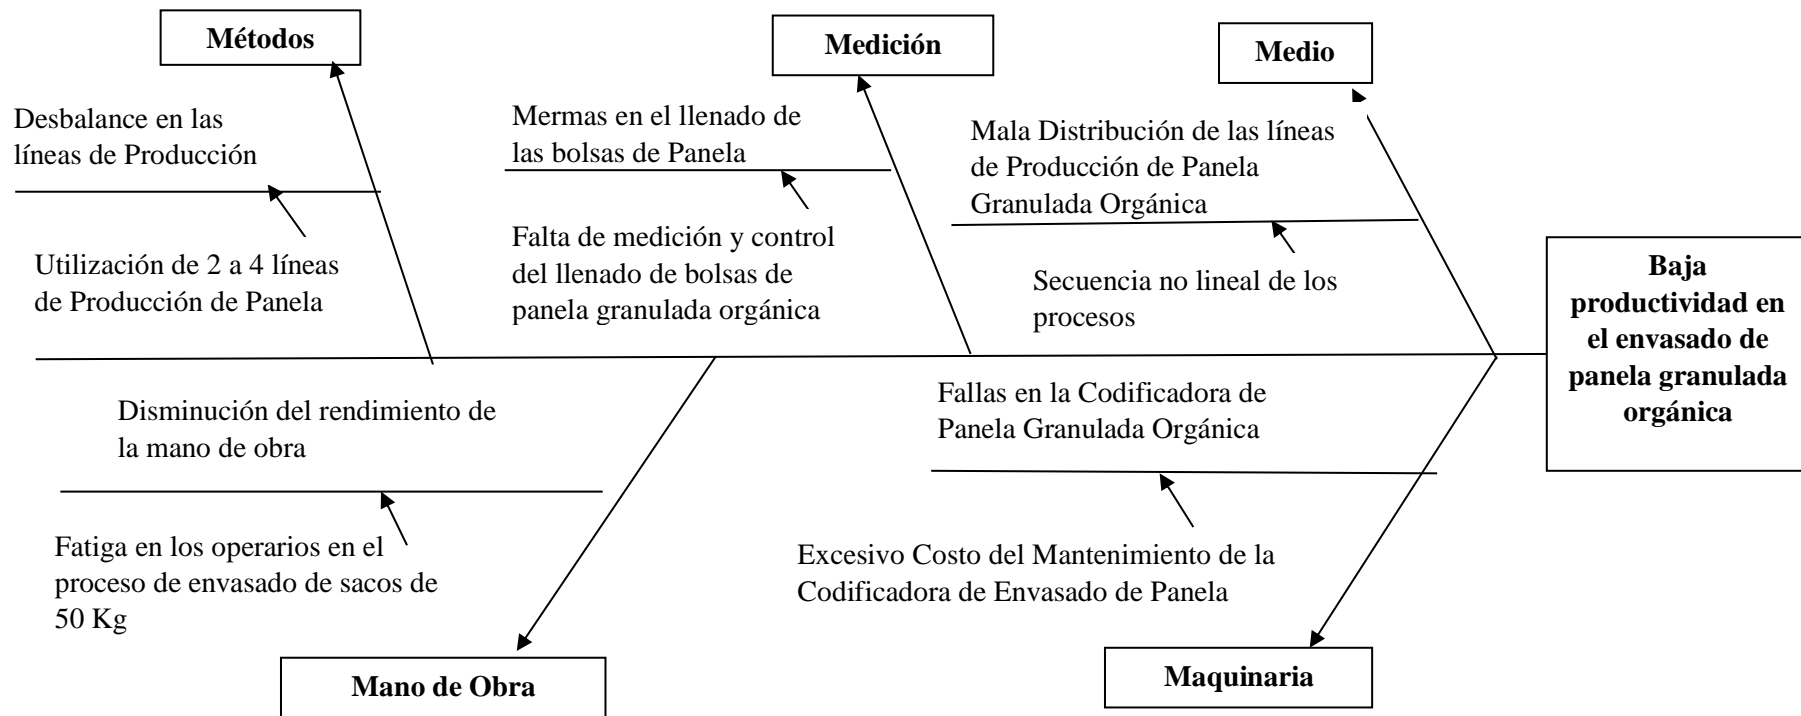 Métodos
Medición
Medio
Desbalance en las
líneas de Producción
Utilización de 2 a 4 líneas
de Producción de Panela
Mermas en el llenado de
las bolsas de Panela
Falta de medición y control
del llenado de bolsas de
panela granulada orgánica
Mala Distribución de las líneas
de Producción de Panela
Granulada Orgánica
Secuencia no lineal de los
procesos
Baja
productividad en
el envasado de
panela granulada
orgánica
Disminución del rendimiento de
la mano de obra
Fatiga en los operarios en el
proceso de envasado de sacos de
50 Kg
Fallas en la Codificadora de
Panela Granulada Orgánica
Excesivo Costo del Mantenimiento de la
Codificadora de Envasado de Panela
Mano de Obra
Maquinaria